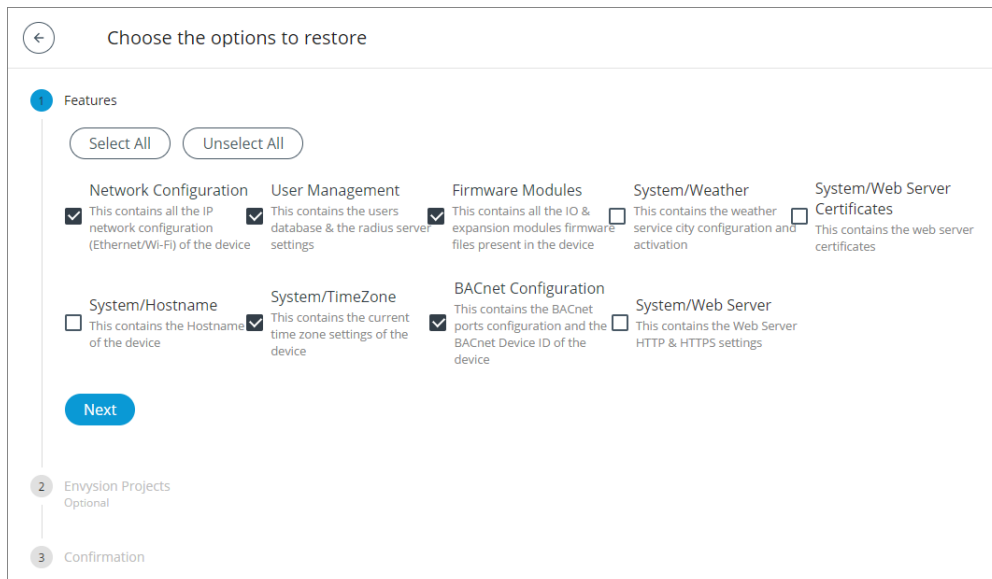 Choose the options to restore
1 Features
Select All
Unselect All
Network Configuration
This contains all the IP
network configuration
(Ethernet/Wi-Fi) of the device
User Management
This contains the users
database & the radius server
settings
Firmware Modules
This contains all the IO &
expansion modules firmware
files present in the device
System/Weather
This contains the weather
service city configuration and
activation
System/Web Server
Certificates
This contains the web server
certificates
System/Hostname
This contains the Hostname
of the device
System/TimeZone
This contains the current
time zone settings of the
device
BACnet Configuration
This contains the BACnet
ports configuration and the
BACnet Device ID of the
device
System/Web Server
This contains the Web Server
HTTP & HTTPS settings
Next
2 Envysion Projects
Optional
3 Confirmation